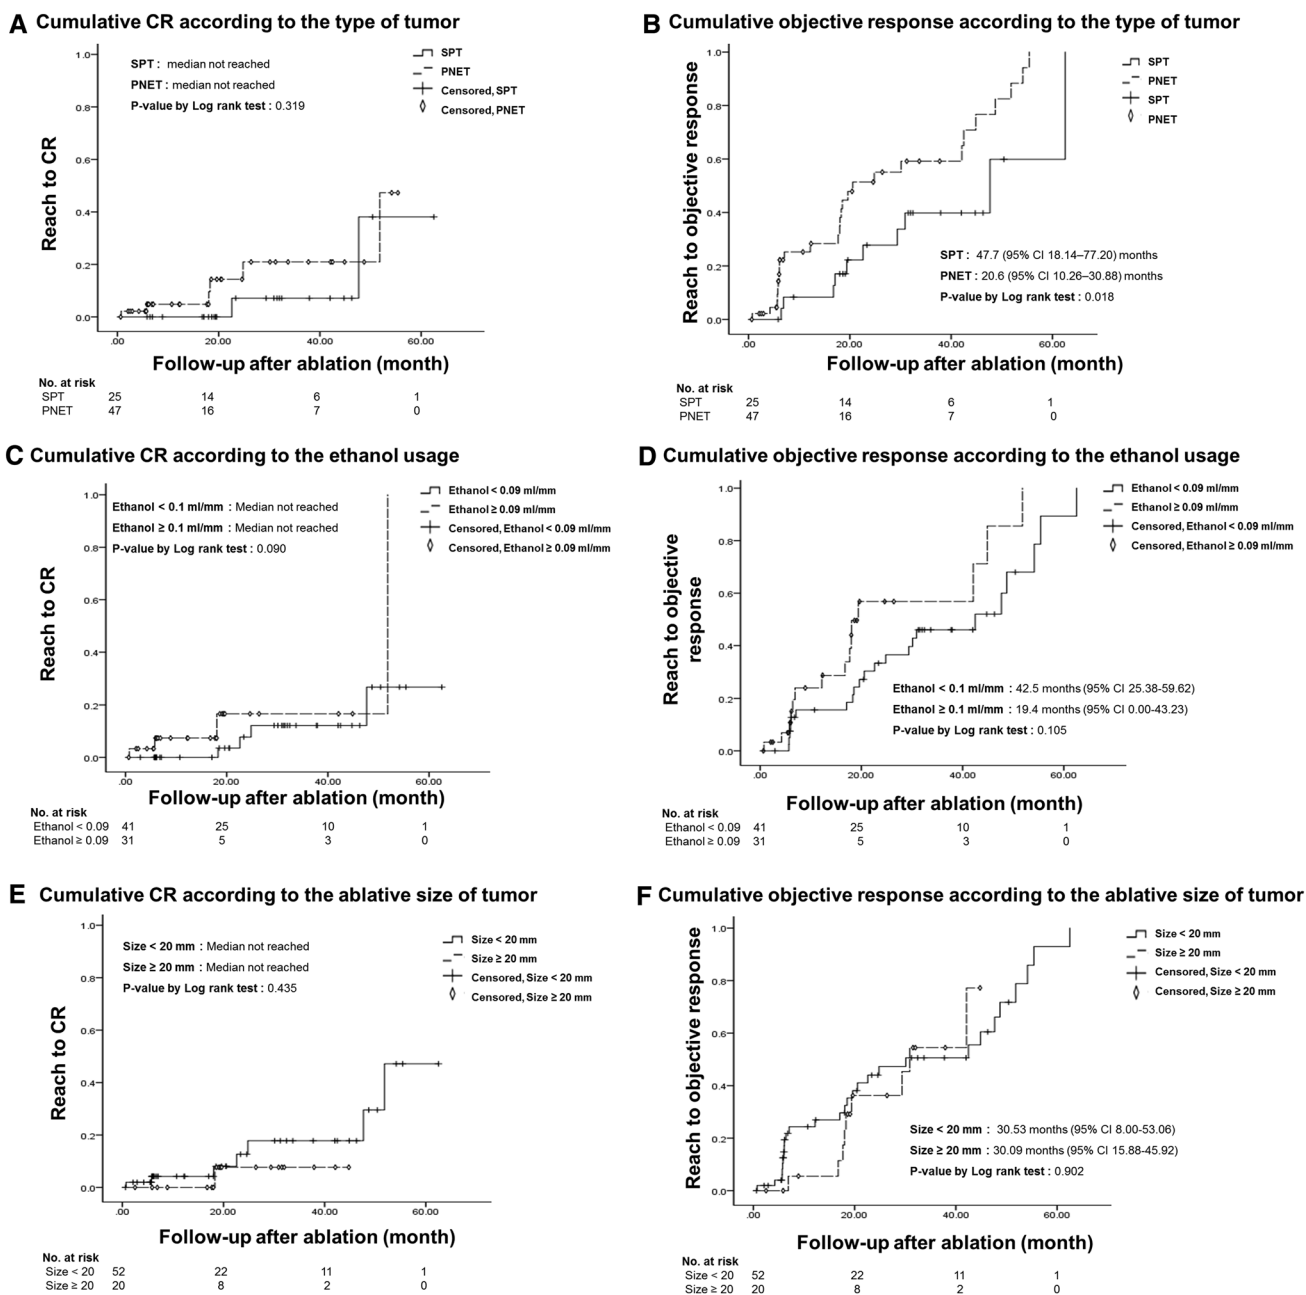 A Cumulative CR according to the type of tumor
1.0
0.8
0.6
0.4
0.2
0.0
Reach to CR
SPT : median not reached
PNET : median not reached
P-value by Log rank test : 0.319
SPT
PNET
Censored, SPT
Censored, PNET
.00 20.00 40.00 60.00
Follow-up after ablation (month)
No. at risk
SPT 25 14 6 1
PNET 47 16 7 0
B Cumulative objective response according to the type of tumor
1.0
0.8
0.6
0.4
0.2
0.0
Reach to objective response
SPT
PNET
SPT
PNET
SPT : 47.7 (95% CI 18.14–77.20) months
PNET : 20.6 (95% CI 10.26–30.88) months
P-value by Log rank test : 0.018
.00 20.00 40.00 60.00
Follow-up after ablation (month)
No. at risk
SPT 25 14 6 1
PNET 47 16 7 0
C Cumulative CR according to the ethanol usage
1.0
0.8
0.6
0.4
0.2
0.0
Reach to CR
Ethanol < 0.1 ml/mm : Median not reached
Ethanol ≥ 0.1 ml/mm : Median not reached
P-value by Log rank test : 0.090
Ethanol < 0.09 ml/mm
Ethanol ≥ 0.09 ml/mm
Censored, Ethanol < 0.09 ml/mm
Censored, Ethanol ≥ 0.09 ml/mm
.00 20.00 40.00 60.00
Follow-up after ablation (month)
No. at risk
Ethanol < 0.09 41 25 10 1
Ethanol ≥ 0.09 31 5 3 0
D Cumulative objective response according to the ethanol usage
1.0
0.8
0.6
0.4
0.2
0.0
Reach to objective
response
Ethanol < 0.09 ml/mm
Ethanol ≥ 0.09 ml/mm
Censored, Ethanol < 0.09 ml/mm
Censored, Ethanol ≥ 0.09 ml/mm
Ethanol < 0.1 ml/mm : 42.5 months (95% CI 25.38-59.62)
Ethanol ≥ 0.1 ml/mm : 19.4 months (95% CI 0.00-43.23)
P-value by Log rank test : 0.105
.00 20.00 40.00 60.00
Follow-up after ablation (month)
No. at risk
Ethanol < 0.09 41 25 10 1
Ethanol ≥ 0.09 31 5 3 0
E Cumulative CR according to the ablative size of tumor
1.0
0.8
0.6
0.4
0.2
0.0
Reach to CR
Size < 20 mm : Median not reached
Size ≥ 20 mm : Median not reached
P-value by Log rank test : 0.435
Size < 20 mm
Size ≥ 20 mm
Censored, Size < 20 mm
Censored, Size ≥ 20 mm
.00 20.00 40.00 60.00
Follow-up after ablation (month)
No. at risk
Size < 20 52 22 11 1
Size ≥ 20 20 8 2 0
F Cumulative objective response according to the ablative size of tumor
1.0
0.8
0.6
0.4
0.2
0.0
Reach to objective response
Size < 20 mm
Size ≥ 20 mm
Censored, Size < 20 mm
Censored, Size ≥ 20 mm
Size < 20 mm : 30.53 months (95% CI 8.00-53.06)
Size ≥ 20 mm : 30.09 months (95% CI 15.88-45.92)
P-value by Log rank test : 0.902
.00 20.00 40.00 60.00
Follow-up after ablation (month)
No. at risk
Size < 20 52 22 11 1
Size ≥ 20 20 8 2 0